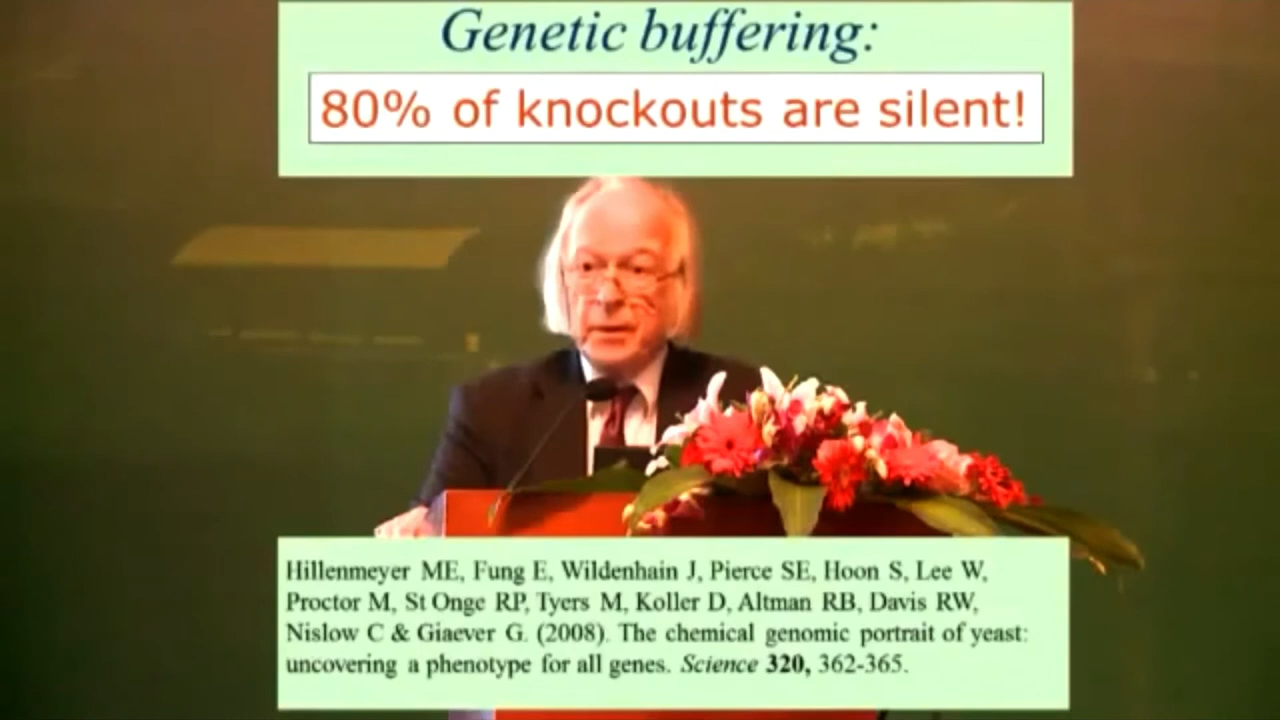 Genetic buffering:
80% of knockouts are silent!
Hillenmeyer ME, Fung E, Wildenhain J, Pierce SE, Hoon S, Lee W,
Proctor M, St Onge RP, Tyers M, Koller D, Altman RB, Davis RW,
Nislow C & Giaever G. (2008). The chemical genomic portrait of yeast:
uncovering a phenotype for all genes. Science 320, 362-365.